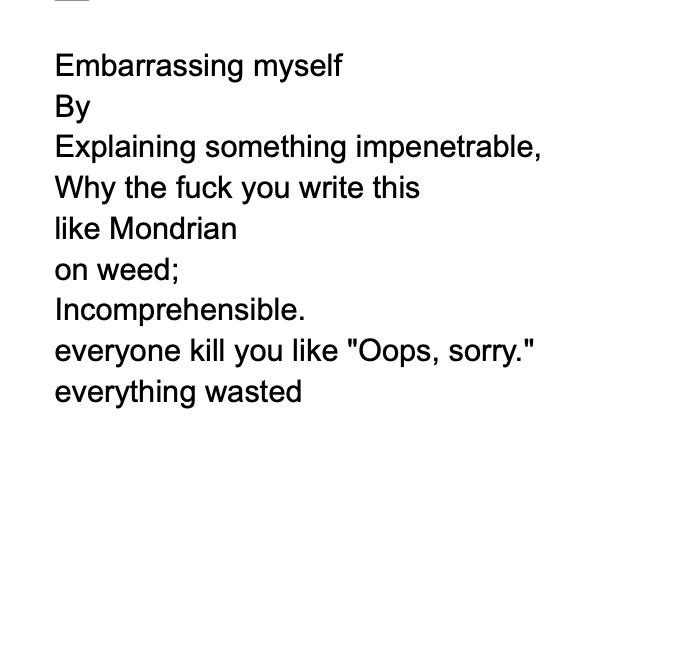 Embarrassing myself
By
Explaining something impenetrable,
Why the fuck you write this
like Mondrian
on weed;
Incomprehensible.
everyone kill you like "Oops, sorry."
everything wasted